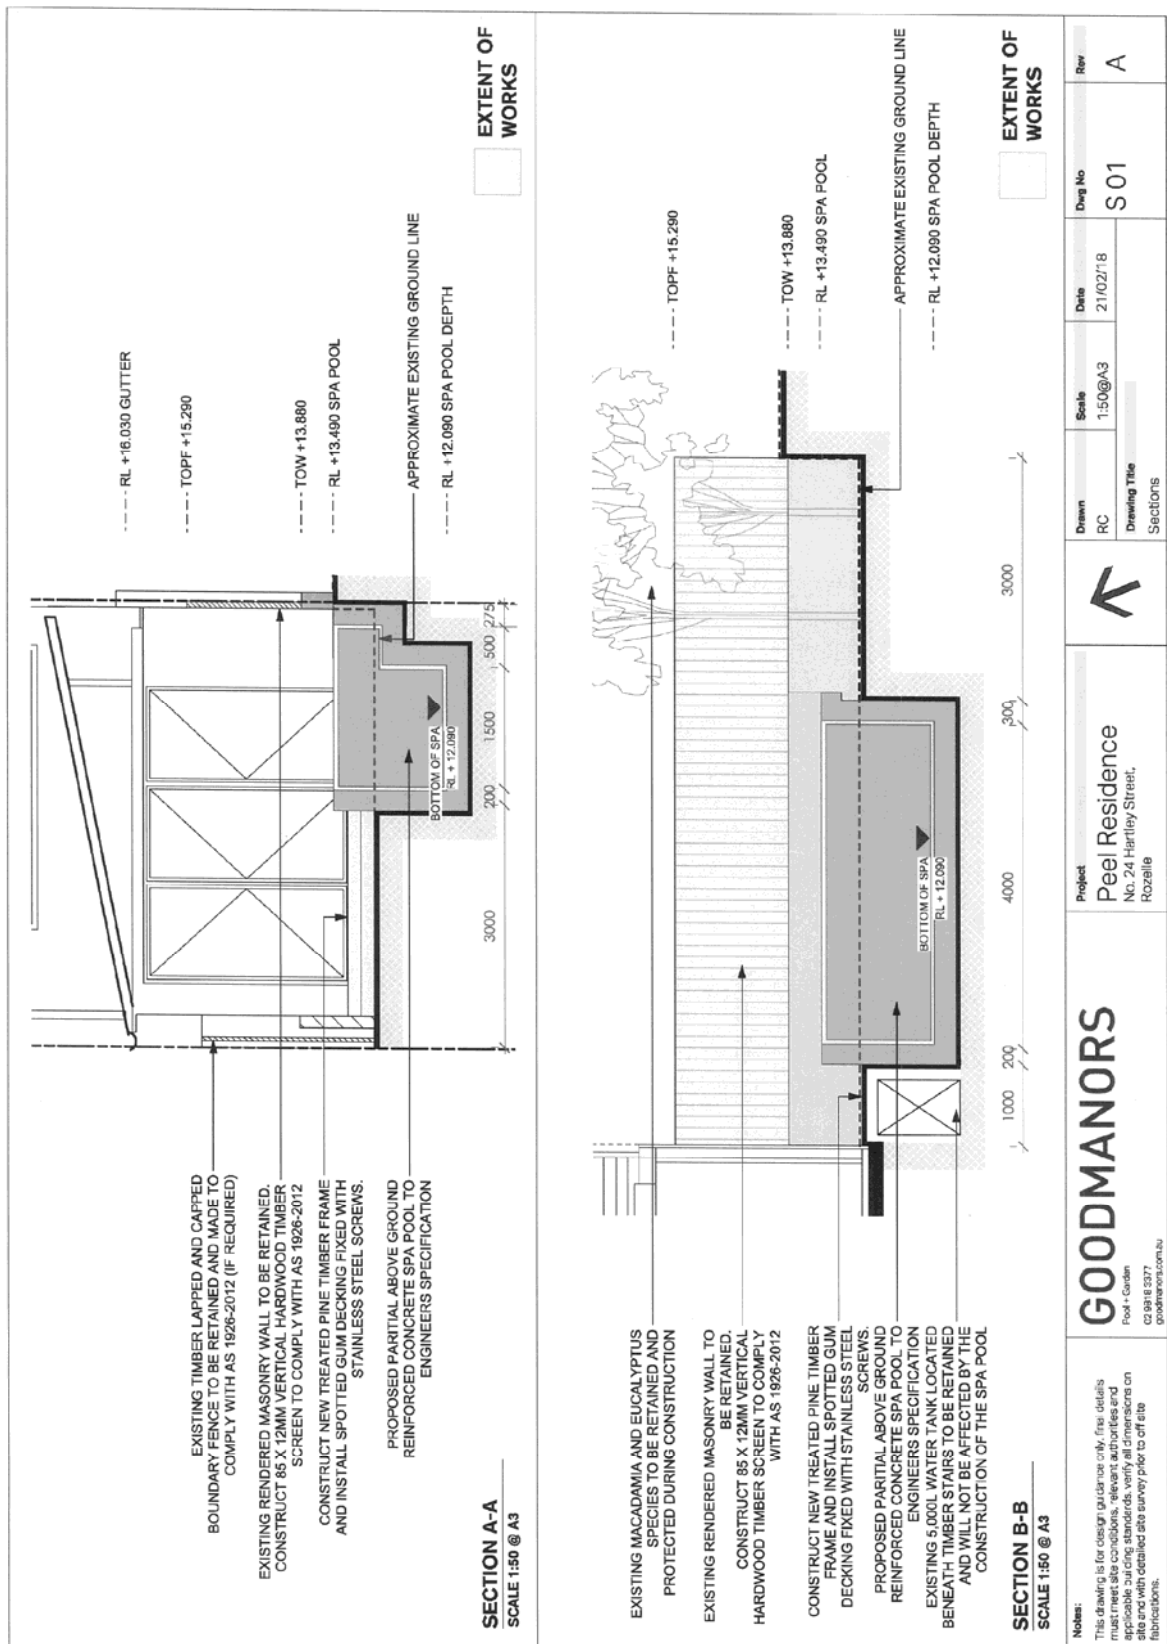 EXISTING TIMBER LAPPED AND CAPPED
BOUNDARY FENCE TO BE RETAINED AND MADE TO
COMPLY WITH AS 1926-2012 (IF REQUIRED)
EXISTING RENDERED MASONRY WALL TO BE RETAINED.
CONSTRUCT 85 X 12MM VERTICAL HARDWOOD TIMBER
SCREEN TO COMPLY WITH AS 1926-2012
CONSTRUCT NEW TREATED PINE TIMBER FRAME
AND INSTALL SPOTTED GUM DECKING FIXED WITH
STAINLESS STEEL SCREWS.
PROPOSED PARITIAL ABOVE GROUND
REINFORCED CONCRETE SPA POOL TO
ENGINEERS SPECIFICATION
RL +16.030 GUTTER
TOPF +15.290
TOW +13.880
RL +13.490 SPA POOL
APPROXIMATE EXISTING GROUND LINE
RL +12.090 SPA POOL DEPTH
BOTTOM OF SPA
RL + 12.090
3000
200
1500
500
275
SECTION A-A
SCALE 1:50 @ A3
EXTENT OF
WORKS
EXISTING MACADAMIA AND EUCALYPTUS
SPECIES TO BE RETAINED AND
PROTECTED DURING CONSTRUCTION
EXISTING RENDERED MASONRY WALL TO
BE RETAINED.
CONSTRUCT 85 X 12MM VERTICAL
HARDWOOD TIMBER SCREEN TO COMPLY
WITH AS 1926-2012
CONSTRUCT NEW TREATED PINE TIMBER
FRAME AND INSTALL SPOTTED GUM
DECKING FIXED WITH STAINLESS STEEL
SCREWS.
PROPOSED PARITIAL ABOVE GROUND
REINFORCED CONCRETE SPA POOL TO
ENGINEERS SPECIFICATION
EXISTING 5,000L WATER TANK LOCATED
BENEATH TIMBER STAIRS TO BE RETAINED
AND WILL NOT BE AFFECTED BY THE
CONSTRUCTION OF THE SPA POOL
TOPF +15.290
TOW +13.880
RL +13.490 SPA POOL
APPROXIMATE EXISTING GROUND LINE
RL +12.090 SPA POOL DEPTH
BOTTOM OF SPA
RL + 12.090
1000
200
4000
300
3000
SECTION B-B
SCALE 1:50 @ A3
EXTENT OF
WORKS
Notes:
This drawing is for design guidance only, final details
must meet site conditions, relevant authorities and
applicable building standards. verify all dimensions on
site and with detailed site survey prior to off site
fabrications.
GOODMANORS
Pool + Garden
02 9818 3377
goodmanors.com.au
Project
Peel Residence
No. 24 Hartley Street,
Rozelle
Drawn
RC
Scale
1:50@A3
Date
21/02/18
Dwg No
S 01
Rev
A
Drawing Title
Sections